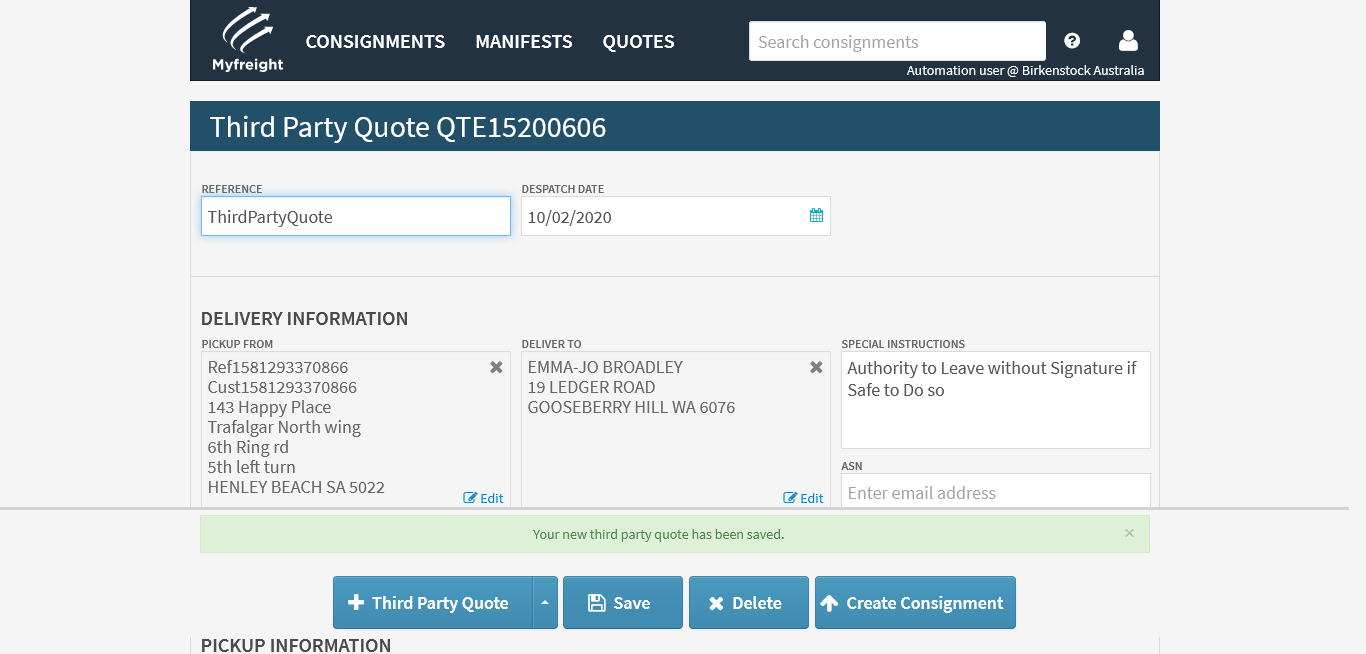 Myfreight
CONSIGNMENTS
MANIFESTS
QUOTES
Search consignments
Automation user @ Birkenstock Australia
Third Party Quote QTE15200606
REFERENCE
ThirdPartyQuote
DESPATCH DATE
10/02/2020
DELIVERY INFORMATION
PICKUP FROM
Ref1581293370866
Cust1581293370866
143 Happy Place
Trafalgar North wing
6th Ring rd
5th left turn
HENLEY BEACH SA 5022
Edit
DELIVER TO
EMMA-JO BROADLEY
19 LEDGER ROAD
GOOSEBERRY HILL WA 6076
Edit
SPECIAL INSTRUCTIONS
Authority to Leave without Signature if
Safe to Do so
ASN
Enter email address
Your new third party quote has been saved.
Third Party Quote
Save
Delete
Create Consignment
PICKUP INFORMATION